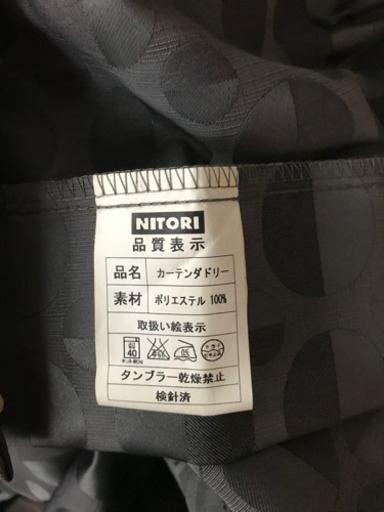 NITORI
品質表示
品名 カーテンダドリー
素材 ポリエステル 100%
取扱い絵表示
40
タンブラー乾燥禁止
検針済